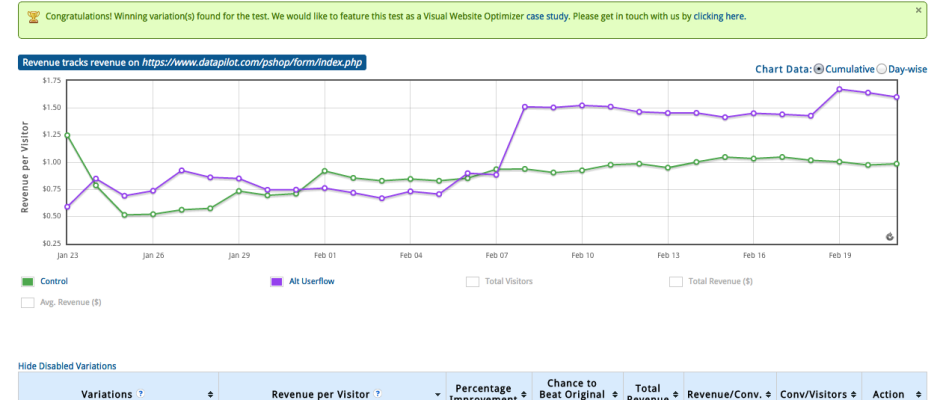 Congratulations! Winning variation(s) found for the test. We would like to feature this test as a Visual Website Optimizer case study. Please get in touch with us by clicking here.
×
Revenue tracks revenue on https://www.datapilot.com/pshop/form/index.php
Chart Data: Cumulative Day-wise
$1.75
$1.50
$1.25
$1.00
$0.75
$0.50
$0.25
Revenue per Visitor
Jan 23 Jan 26 Jan 29 Feb 01 Feb 04 Feb 07 Feb 10 Feb 13 Feb 16 Feb 19
Control Alt Userflow Total Visitors Total Revenue ($)
Avg. Revenue ($)
Hide Disabled Variations
Variations ? Revenue per Visitor ? Percentage Improvement Chance to Beat Original Total Revenue Revenue/Conv. Conv/Visitors Action